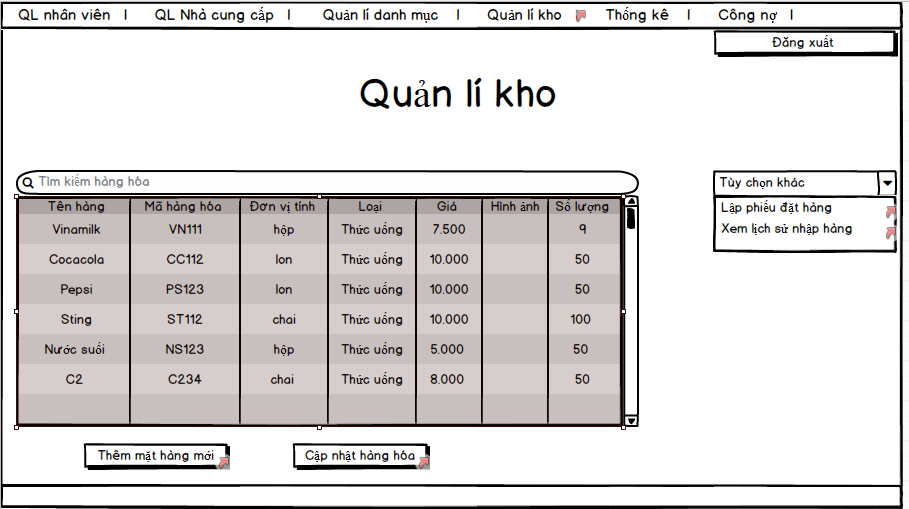 QL nhân viên | QL Nhà cung cấp | Quản lí danh mục | Quản lí kho Thống kê | Công nợ |
Đăng xuất
Quản lí kho
Tìm kiếm hàng hóa
Tùy chọn khác
Lập phiếu đặt hàng
Xem lịch sử nhập hàng
Tên hàng Mã hàng hóa Đơn vị tính Loại Giá Hình ảnh Số lượng
Vinamilk VN111 hộp Thức uống 7.500 9
Cocacola CC112 lon Thức uống 10.000 50
Pepsi PS123 lon Thức uống 10.000 50
Sting ST112 chai Thức uống 10.000 100
Nước suối NS123 hộp Thức uống 5.000 50
C2 C234 chai Thức uống 8.000 50
Thêm mặt hàng mới Cập nhật hàng hóa